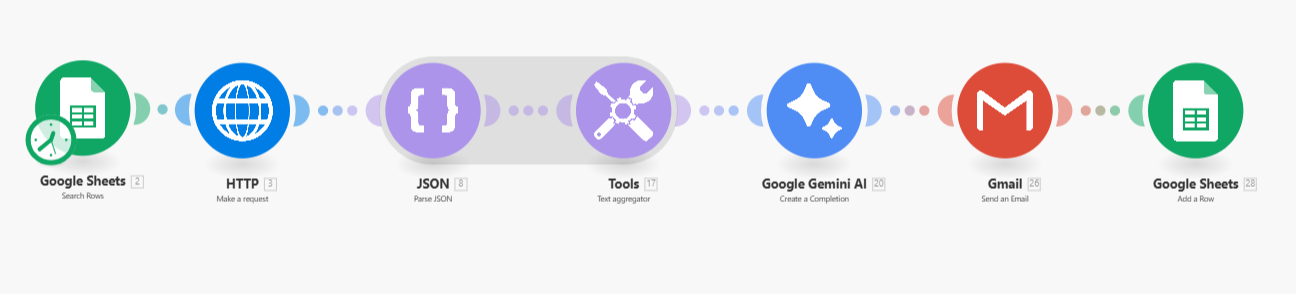 Google Sheets 2
Search Rows
HTTP 3
Make a request
JSON 8
Parse JSON
Tools 17
Text aggregator
Google Gemini AI 20
Create a Completion
Gmail 26
Send an Email
Google Sheets 28
Add a Row